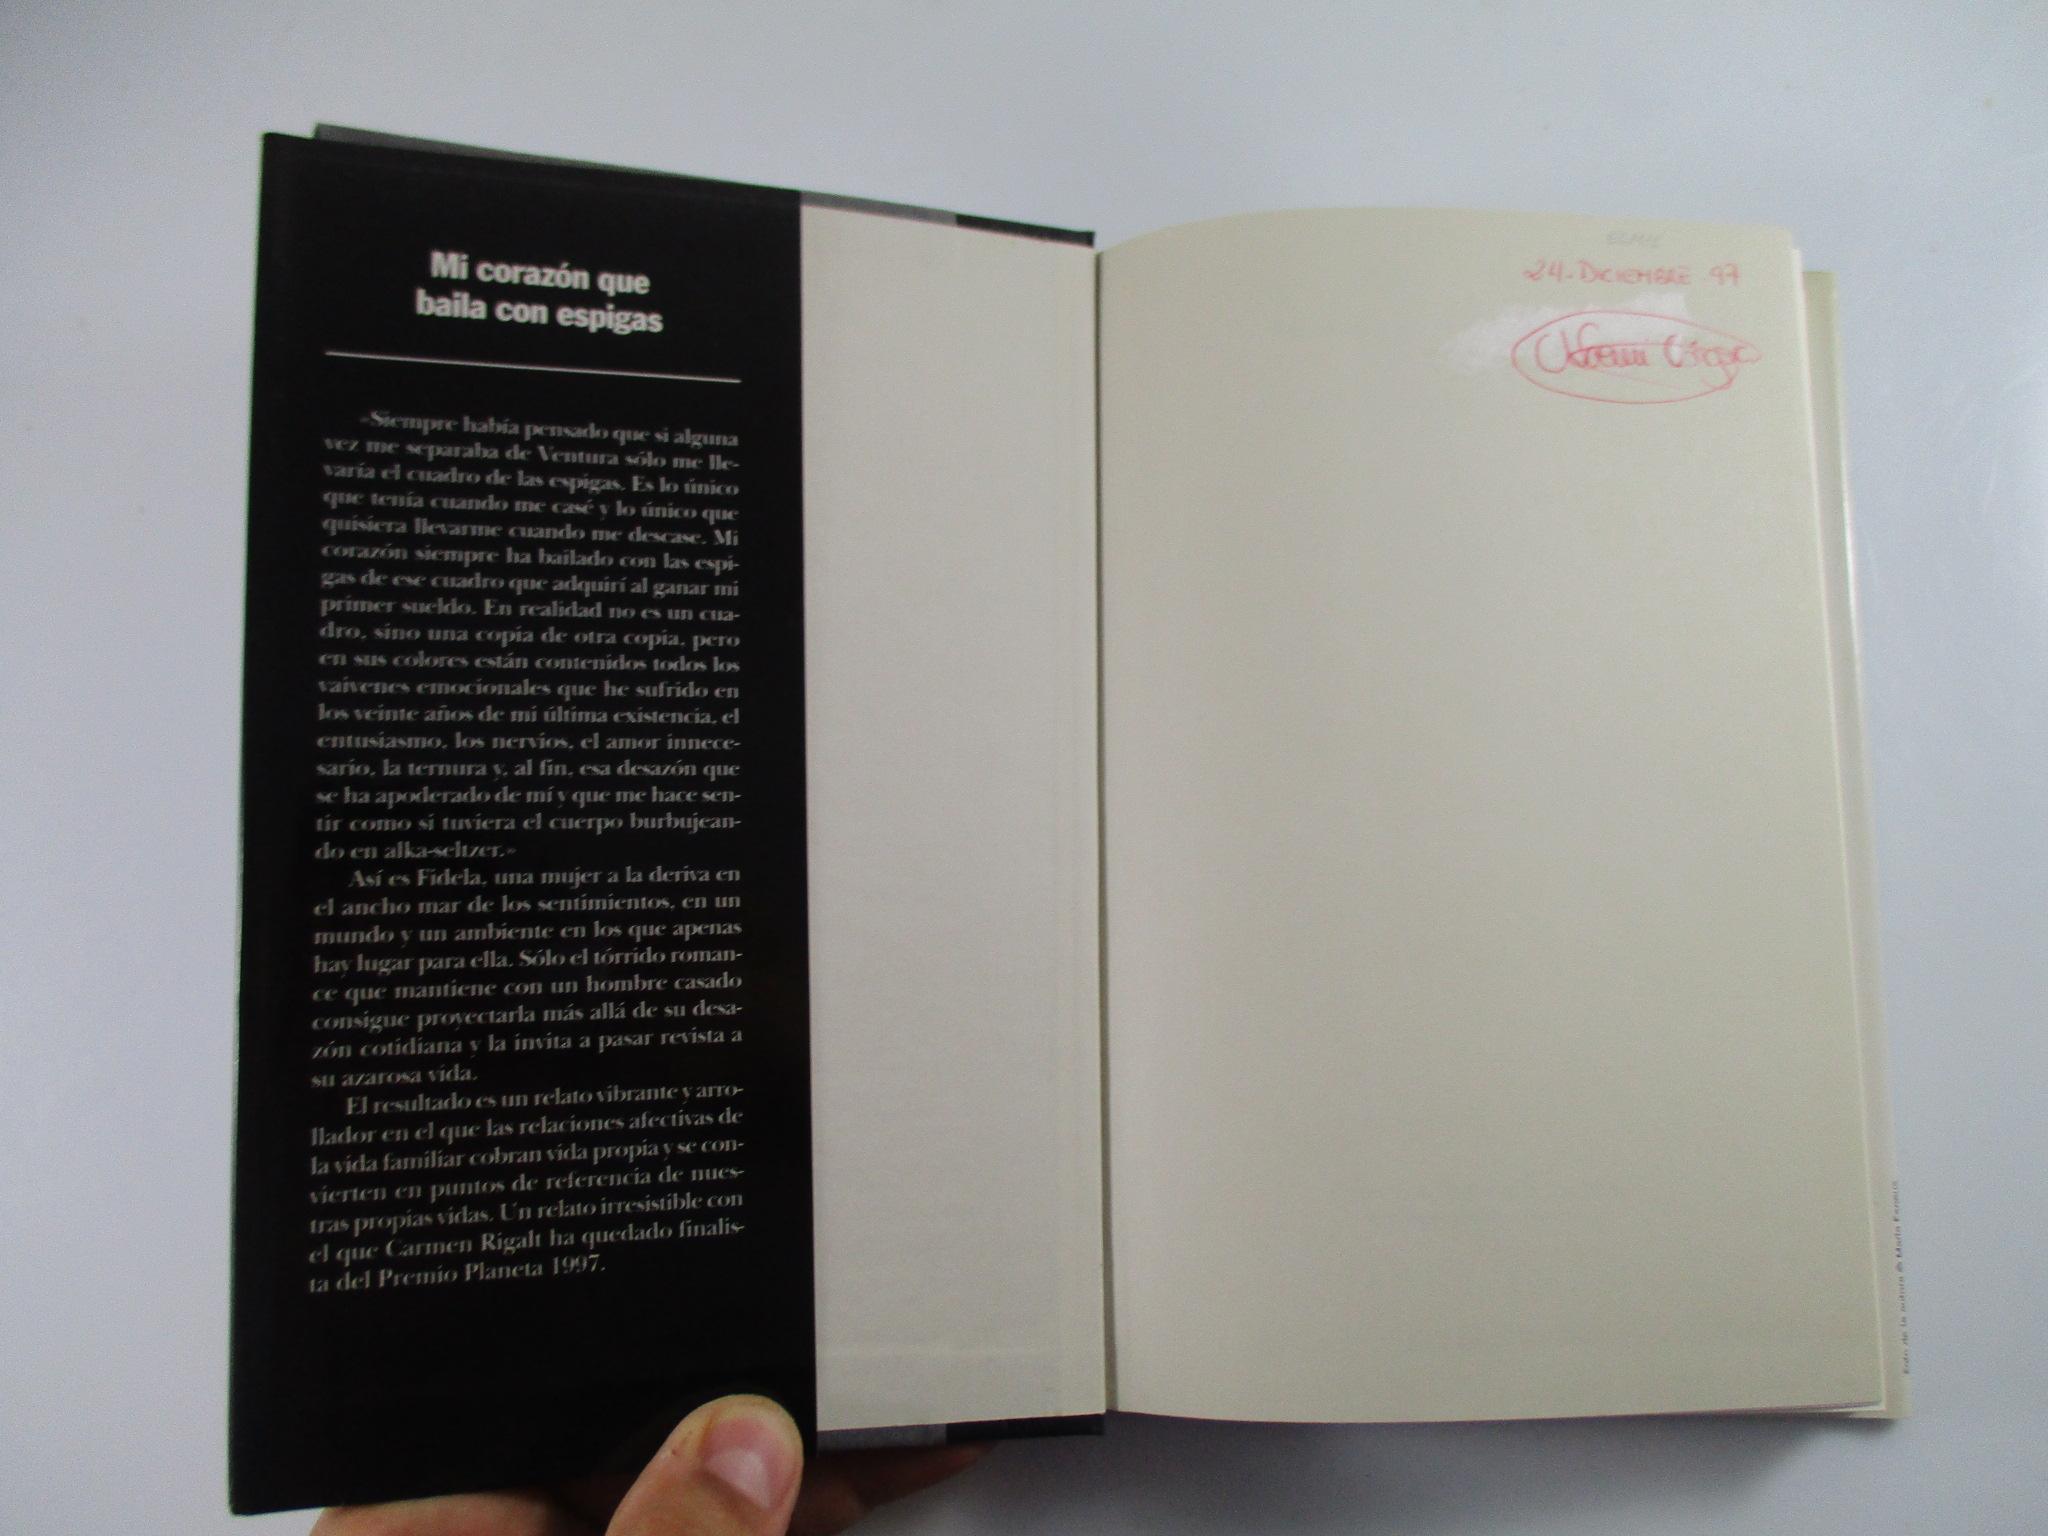 Mi corazón que
baila con espigas
«Siempre había pensado que si alguna
vez me separaba de Ventura sólo me lle-
varía el cuadro de las espigas. Es lo único
que tenía cuando me casé y lo único que
quisiera llevarme cuando me descase. Mi
corazón siempre ha bailado con las espi-
gas de ese cuadro que adquirí al ganar mi
primer sueldo. En realidad no es un cua-
dro, sino una copia de otra copia, pero
en sus colores están contenidos todos los
vaivenes emocionales que he sufrido en
los veinte años de mi última existencia, el
entusiasmo, los nervios, el amor innece-
sario, la ternura y, al fin, esa desazón que
se ha apoderado de mí y que me hace sen-
tir como si tuviera el cuerpo burbujean-
do en alka-seltzer.»
Así es Fidela, una mujer a la deriva en
el ancho mar de los sentimientos, en un
mundo y un ambiente en los que apenas
hay lugar para ella. Sólo el tórrido roman-
ce que mantiene con un hombre casado
consigue proyectarla más allá de su desa-
zón cotidiana y la invita a pasar revista a
su azarosa vida.
El resultado es un relato vibrante y arro-
llador en el que las relaciones afectivas de
la vida familiar cobran vida propia y se con-
vierten en puntos de referencia de nues-
tras propias vidas. Un relato irresistible con
el que Carmen Rigalt ha quedado finalis-
ta del Premio Planeta 1997.
24-DICIEMBRE 97
Noemi
Foto de la autora: © María Espeus